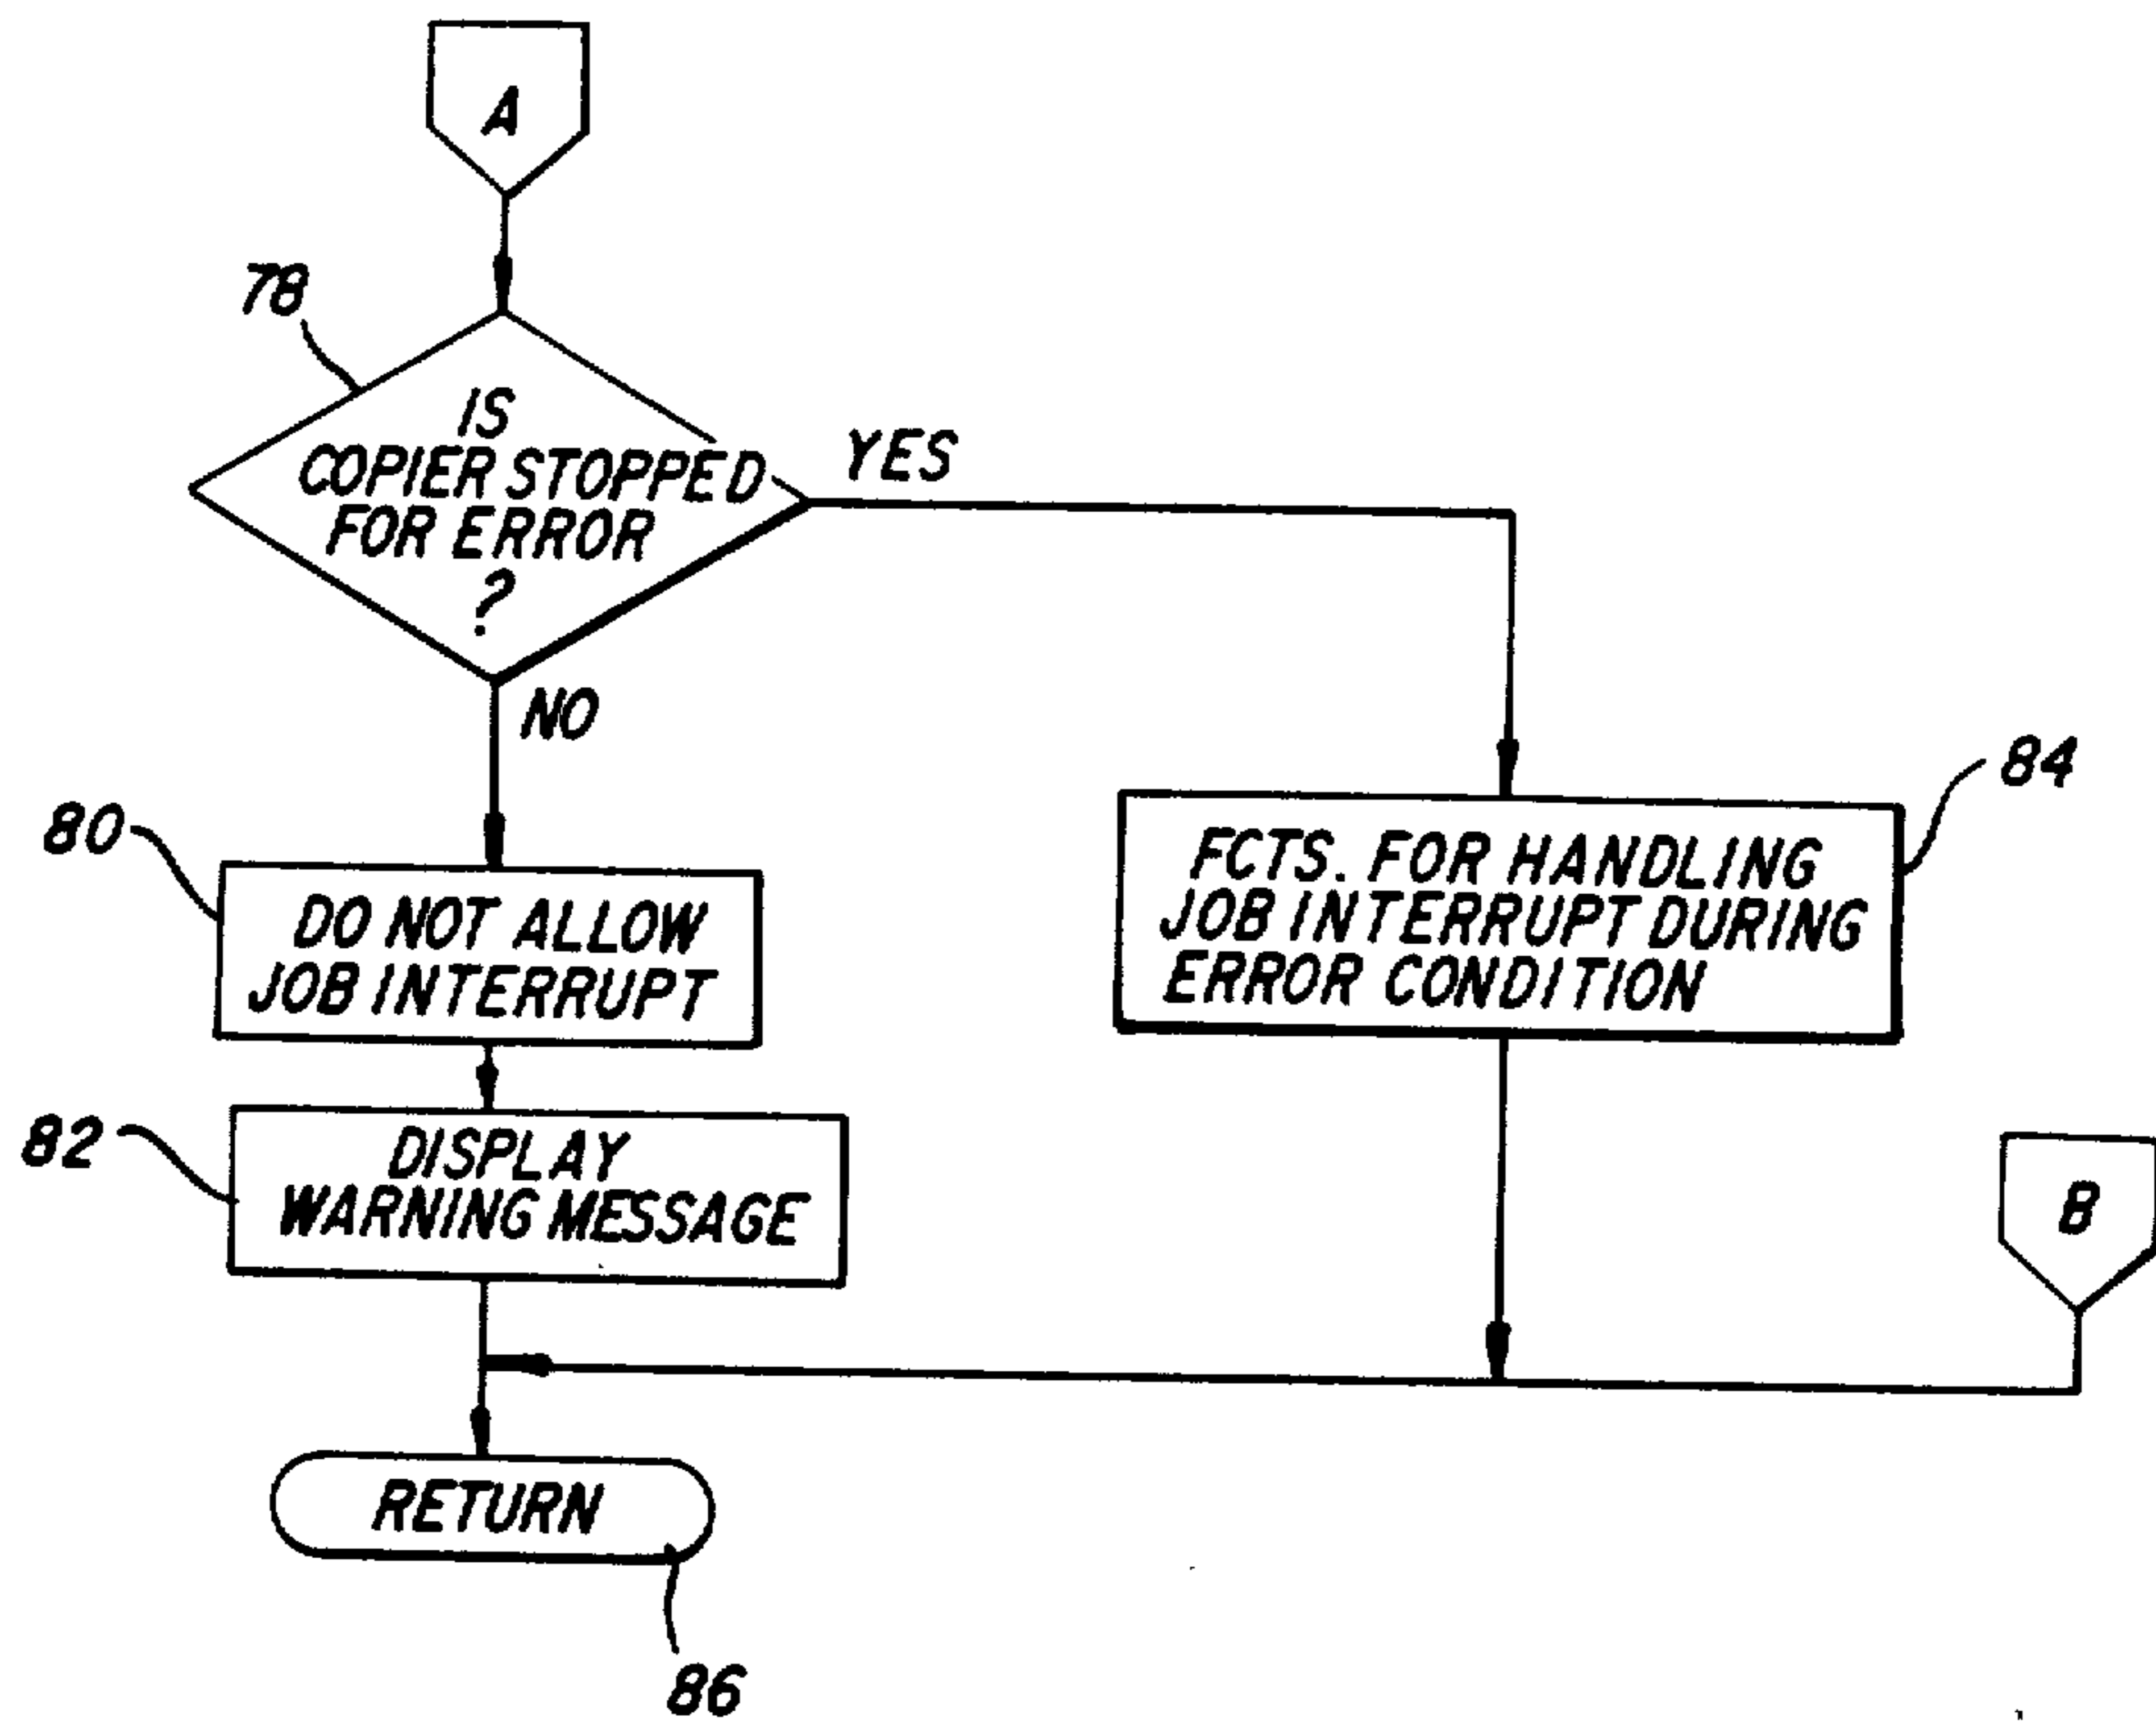 A
78
IS
COPIER STOPPED
FOR ERROR
?
YES
NO
80
DO NOT ALLOW
JOB INTERRUPT
84
FCTS. FOR HANDLING
JOB INTERRUPT DURING
ERROR CONDITION
82
DISPLAY
WARNING MESSAGE
B
RETURN
86